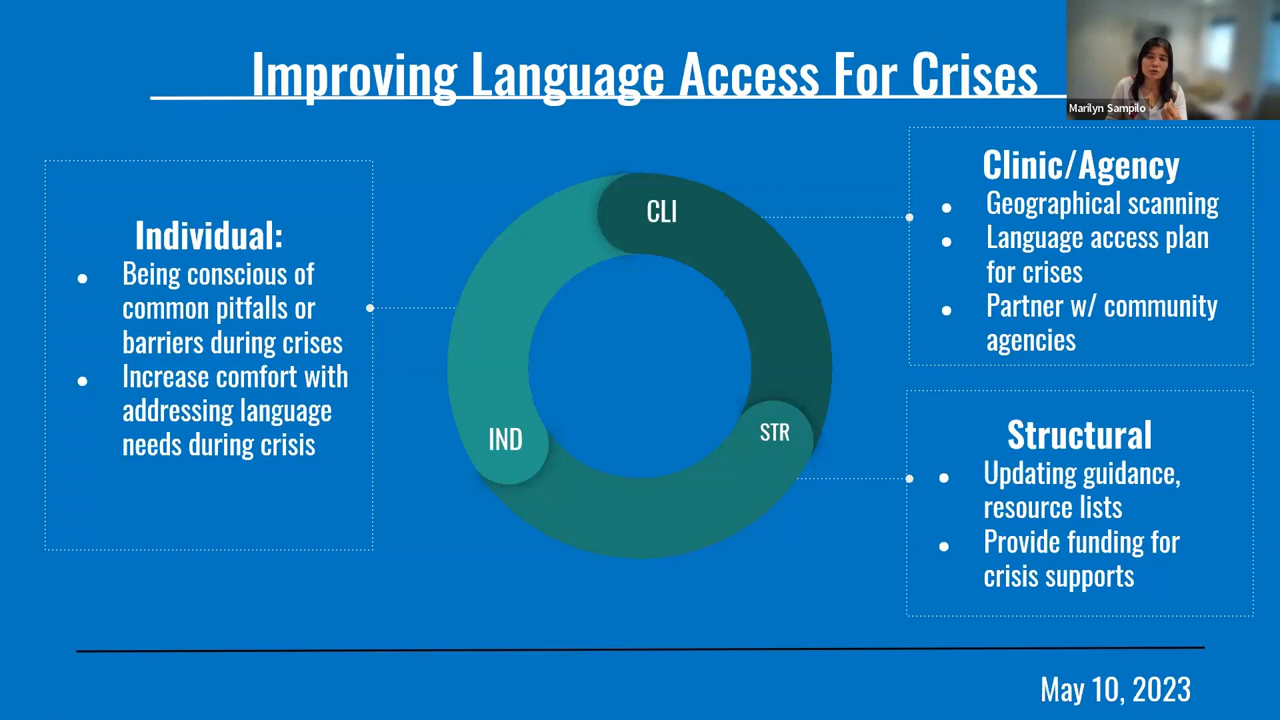 Improving Language Access For Crises
Marilyn Sampilo
Individual:
● Being conscious of
common pitfalls or
barriers during crises
● Increase comfort with
addressing language
needs during crisis
CLI
IND
STR
Clinic/Agency
● Geographical scanning
● Language access plan
for crises
● Partner w/ community
agencies
Structural
● Updating guidance,
resource lists
● Provide funding for
crisis supports
May 10, 2023